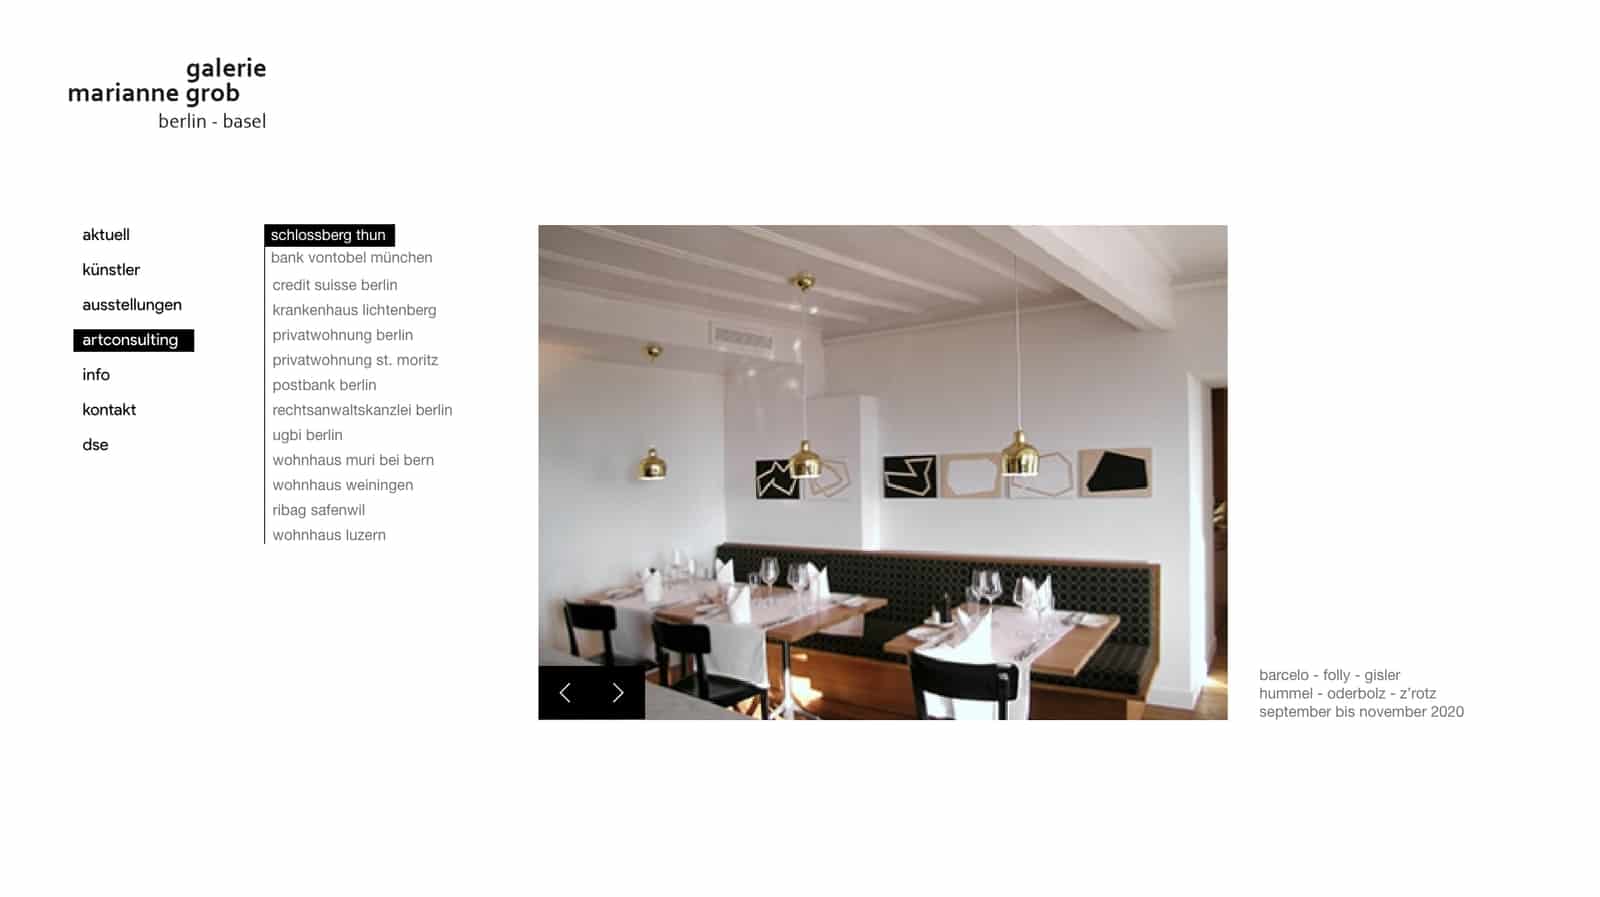 galerie
marianne grob
berlin - basel
aktuell
künstler
ausstellungen
artconsulting
info
kontakt
dse
schlossberg thun
bank vontobel münchen
credit suisse berlin
krankenhaus lichtenberg
privatwohnung berlin
privatwohnung st. moritz
postbank berlin
rechtsanwaltskanzlei berlin
ugbi berlin
wohnhaus muri bei bern
wohnhaus weiningen
ribag safenwil
wohnhaus luzern
barcelo - folly - gisler
hummel - oderbolz - z'rotz
september bis november 2020